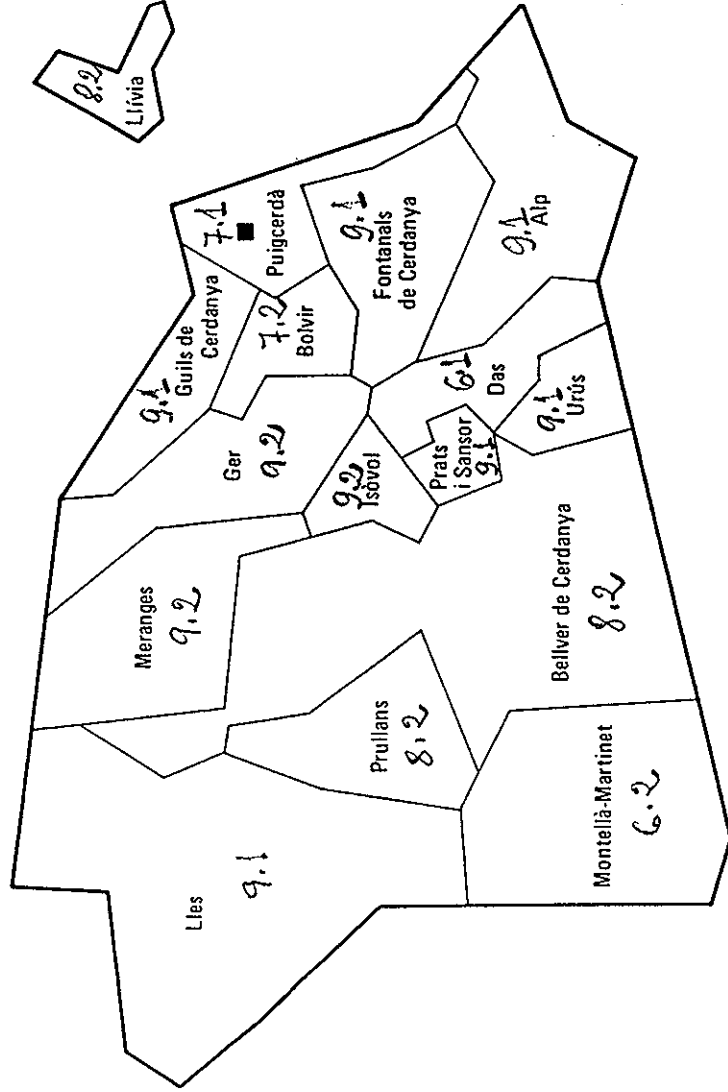 8.2
Llívia
7.1
Puigcerdà
9.1
Guils de
Cerdanya
7.2
Bolvir
9.1
Fontanals
de Cerdanya
9.1
Alp
Ger
9.2
9.2
Isòvol
6.1
Das
Prats
i Sansor
9.1
9.1
Urús
Meranges
9.2
Bellver de Cerdanya
8.2
Prullans
8.2
Lles
9.1
Montellà-Martinet
6.2